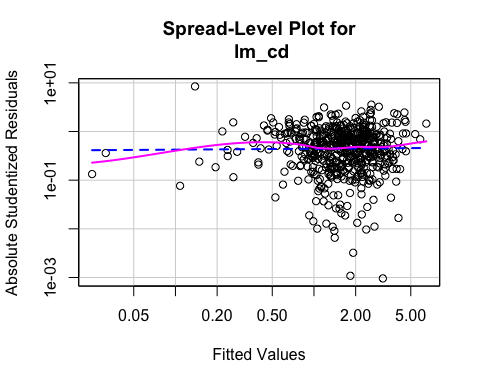 Spread-Level Plot for
lm_cd
Absolute Studentized Residuals
1e+01
1e-01
1e-03
0.05 0.20 0.50 2.00 5.00
Fitted Values